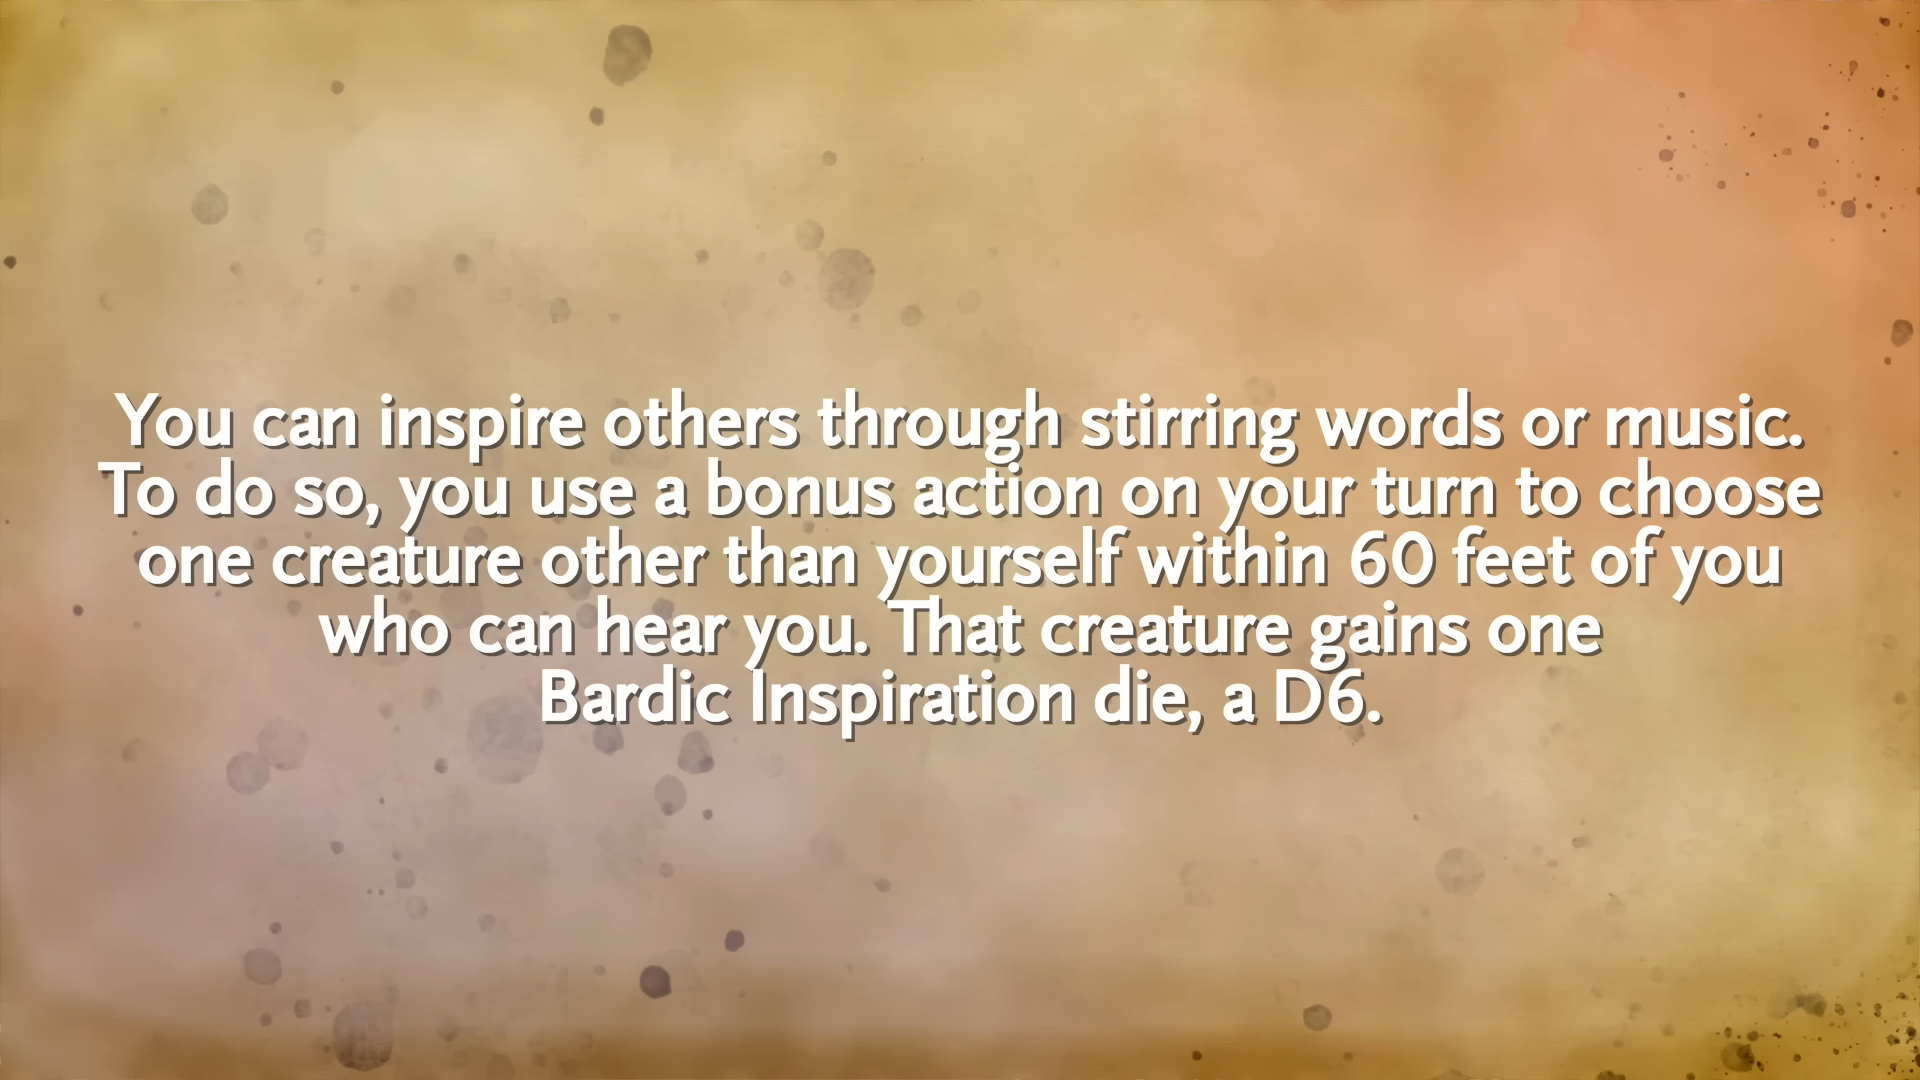 You can inspire others through stirring words or music.
To do so, you use a bonus action on your turn to choose
one creature other than yourself within 60 feet of you
who can hear you. That creature gains one
Bardic Inspiration die, a D6.